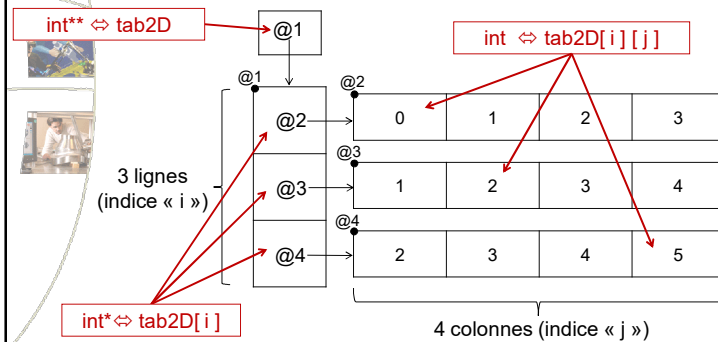 int** ⇔ tab2D
@1
int ⇔ tab2D[ i ] [ j ]
@1
@2
@2
0 1 2 3
@3
3 lignes
(indice « i »)
@3
1 2 3 4
@4
@4
2 3 4 5
int* ⇔ tab2D[ i ]
4 colonnes (indice « j »)